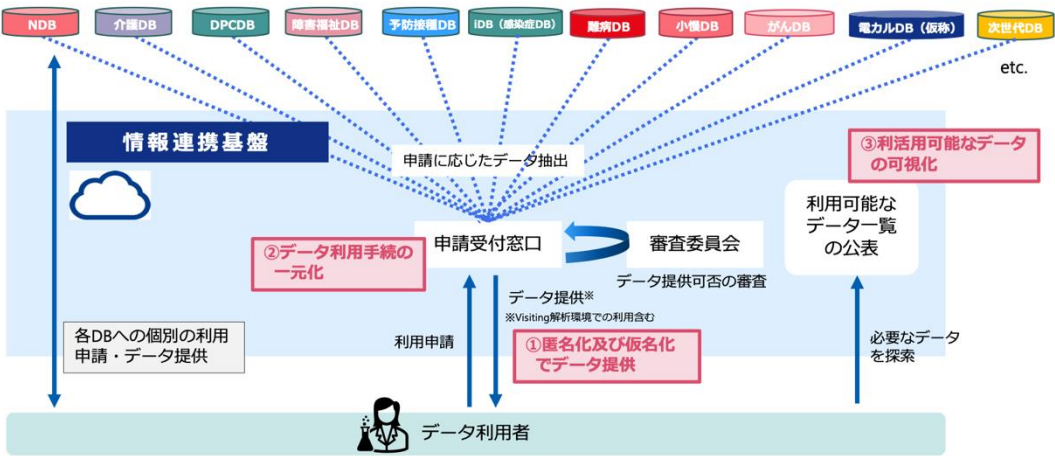 NDB
介護DB
DPCDB
障害福祉DB
予防接種DB
iDB（感染症DB）
難病DB
小慢DB
がんDB
電カルDB（仮称）
次世代DB
etc.
情報連携基盤
申請に応じたデータ抽出
③利活用可能なデータ
の可視化
利用可能な
データ一覧
の公表
申請受付窓口
審査委員会
②データ利用手続の
一元化
データ提供可否の審査
データ提供※
※Visiting解析環境での利用含む
各DBへの個別の利用
申請・データ提供
利用申請
①匿名化及び仮名化
でデータ提供
必要なデータ
を探索
データ利用者